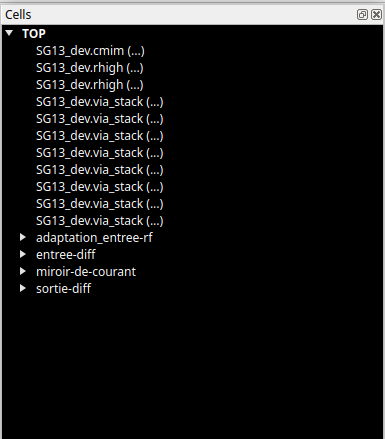 Cells
TOP
SG13_dev.cmim (...)
SG13_dev.rhigh (...)
SG13_dev.rhigh (...)
SG13_dev.via_stack (...)
SG13_dev.via_stack (...)
SG13_dev.via_stack (...)
SG13_dev.via_stack (...)
SG13_dev.via_stack (...)
SG13_dev.via_stack (...)
SG13_dev.via_stack (...)
SG13_dev.via_stack (...)
adaptation_entree-rf
entree-diff
miroir-de-courant
sortie-diff